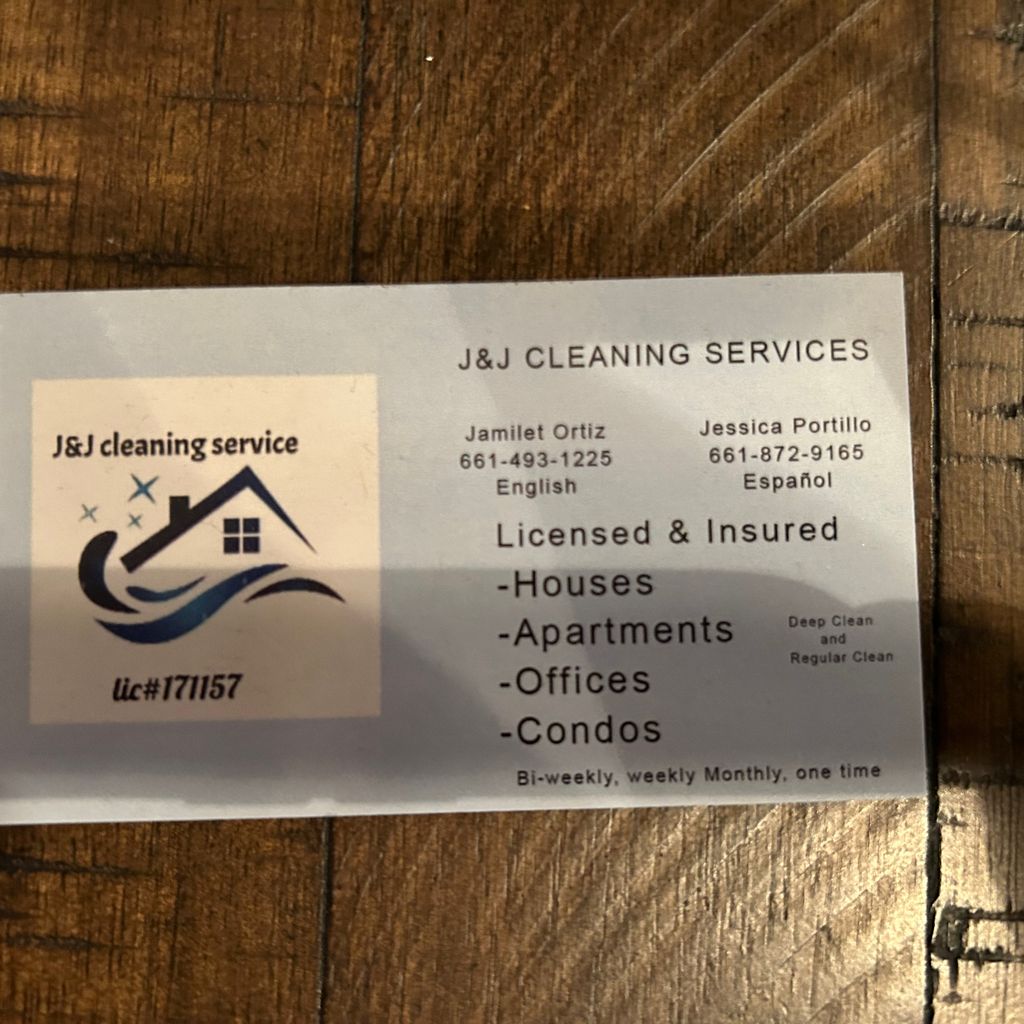 J&J cleaning service
lic#171157
J&J CLEANING SERVICES
Jamilet Ortiz
661-493-1225
English
Jessica Portillo
661-872-9165
Español
Licensed & Insured
-Houses
-Apartments
-Offices
-Condos
Deep Clean
and
Regular Clean
Bi-weekly, weekly Monthly, one time